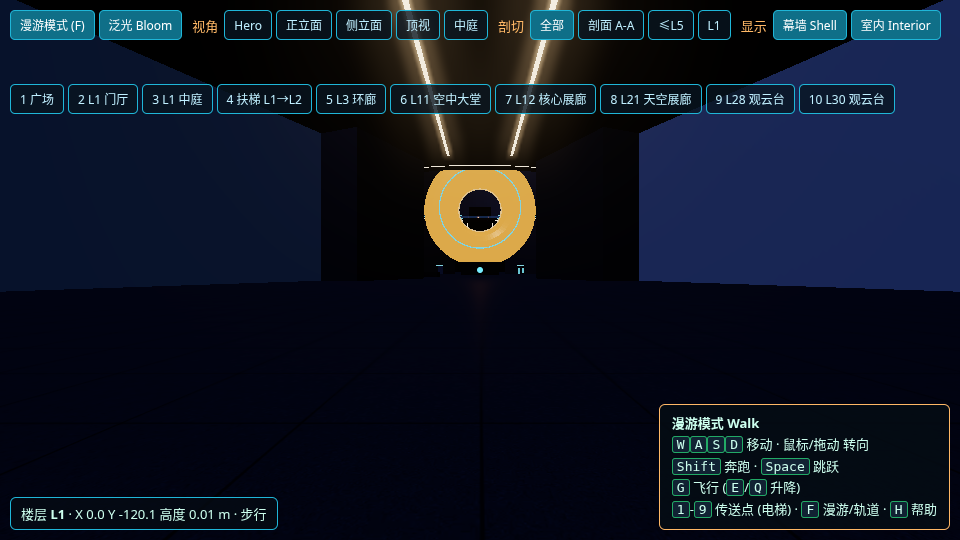 漫游模式 (F) 泛光 Bloom 视角 Hero 正立面 侧立面 顶视 中庭 剖切 全部 剖面 A-A ≤L5 L1 显示 幕墙 Shell 室内 Interior
1 广场 2 L1 门厅 3 L1 中庭 4 扶梯 L1→L2 5 L3 环廊 6 L11 空中大堂 7 L12 核心展廊 8 L21 天空展廊 9 L28 观云台 10 L30 观云台
漫游模式 Walk
W A S D 移动 · 鼠标/拖动 转向
Shift 奔跑 · Space 跳跃
G 飞行 (E/Q 升降)
1-9 传送点 (电梯) · F 漫游/轨道 · H 帮助
楼层 L1 · X 0.0 Y -120.1 高度 0.01 m · 步行